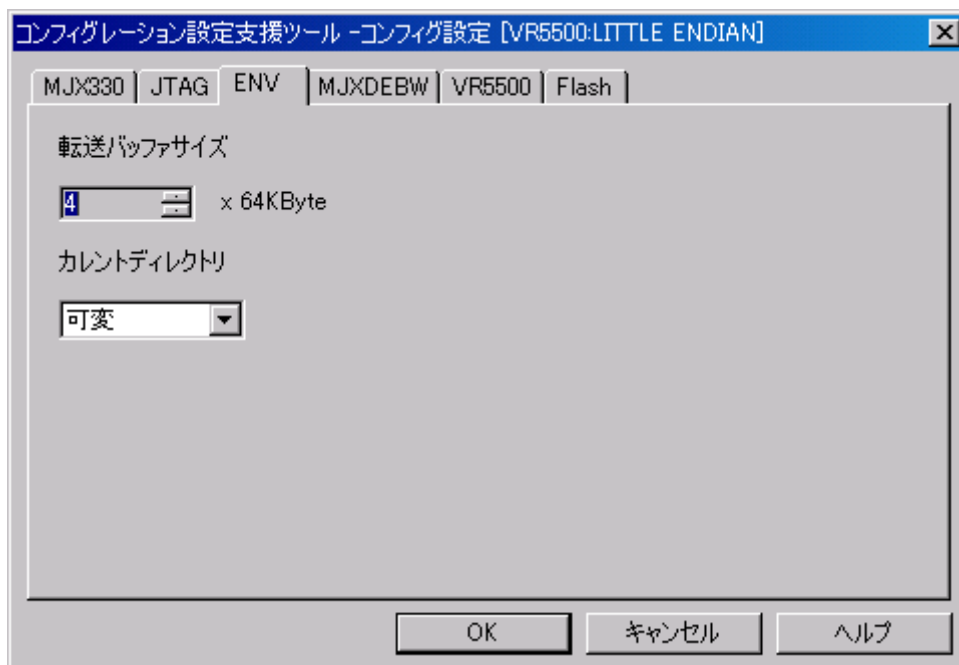 コンフィグレーション設定支援ツール -コンフィグ設定 [VR5500:LITTLE ENDIAN]
MJX330 JTAG ENV MJXDEBW VR5500 Flash
転送バッファサイズ
4 x 64KByte
カレントディレクトリ
可変
OK キャンセル ヘルプ